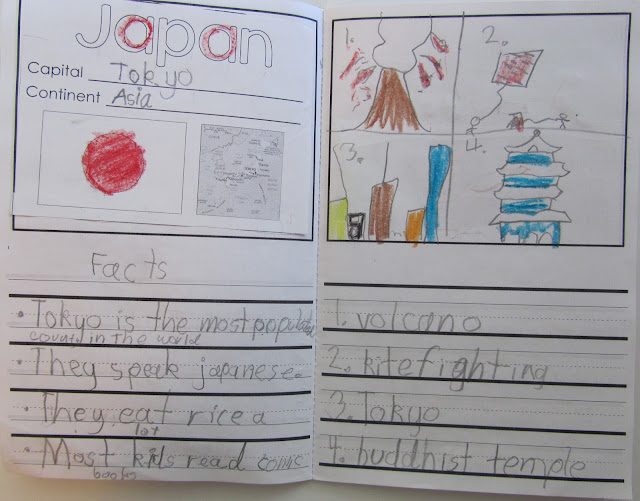 Japan
Capital Tokyo
Continent Asia
Facts
• Tokyo is the most populated
in the world
• They speak japanese.
• They eat rice a
lot
• Most kids read comic
books
1.
2.
3.
4.
1. volcano
2. kite fighting
3. Tokyo
4. buddhist temple